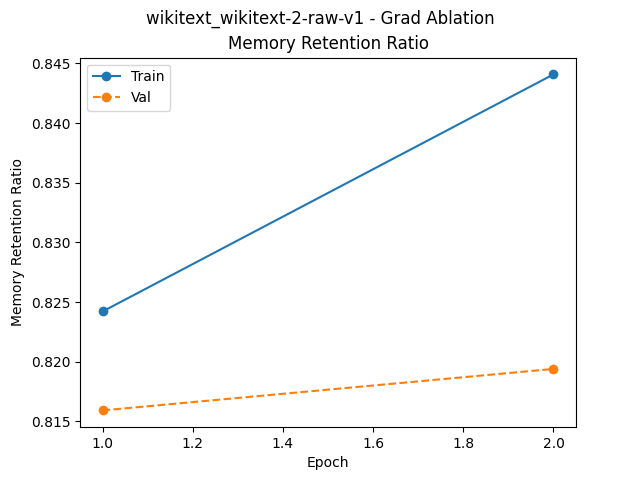 wikitext_wikitext-2-raw-v1 - Grad Ablation
Memory Retention Ratio
Train
Val
Memory Retention Ratio
0.845
0.840
0.835
0.830
0.825
0.820
0.815
1.0 1.2 1.4 1.6 1.8 2.0
Epoch